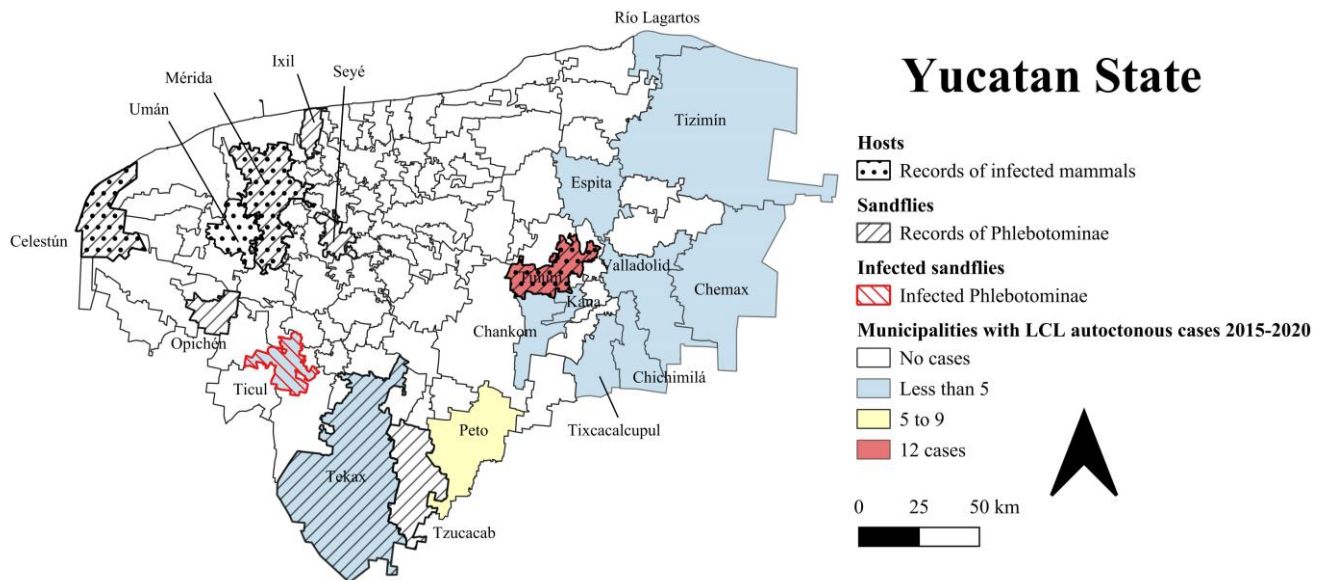 Río Lagartos
Ixil
Seyé
Mérida
Umán
Yucatan State
Tizimín
Hosts
Records of infected mammals
Espita
Sandflies
Records of Phlebotominae
Celestún
Tinum
Valladolid
Infected sandflies
Infected Phlebotominae
Chemax
Kaua
Chankom
Opichén
Municipalities with LCL autoctonous cases 2015-2020
No cases
Ticul
Chichimilá
Less than 5
Tixcacalcupul
5 to 9
Peto
12 cases
Tekax
0 25 50 km
Tzucacab